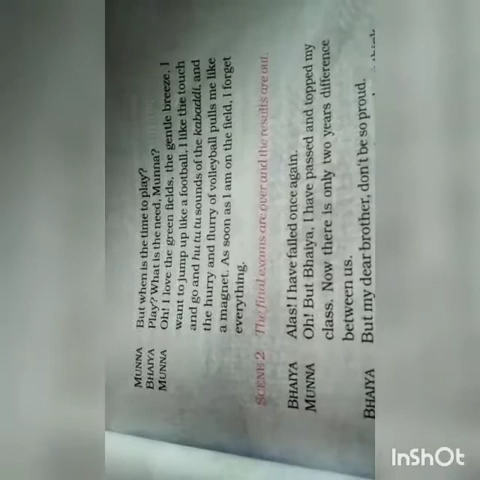 MUNNA But when is the time to play?
BHAIYA Play? What is the need, Munna?
MUNNA Oh! I love the green fields, the gentle breeze. I
want to jump up like a football. I like the touch
and go and hu tu tu sounds of the kabaddi, and
the hurry and flurry of volleyball pulls me like
a magnet. As soon as I am on the field, I forget
everything.
SCENE 2 The final exams are over and the results are out.
BHAIYA Alas! I have failed once again.
MUNNA Oh! But Bhaiya, I have passed and topped my
class. Now there is only two years difference
between us.
BHAIYA But my dear brother, don't be so proud.
think
InShOt